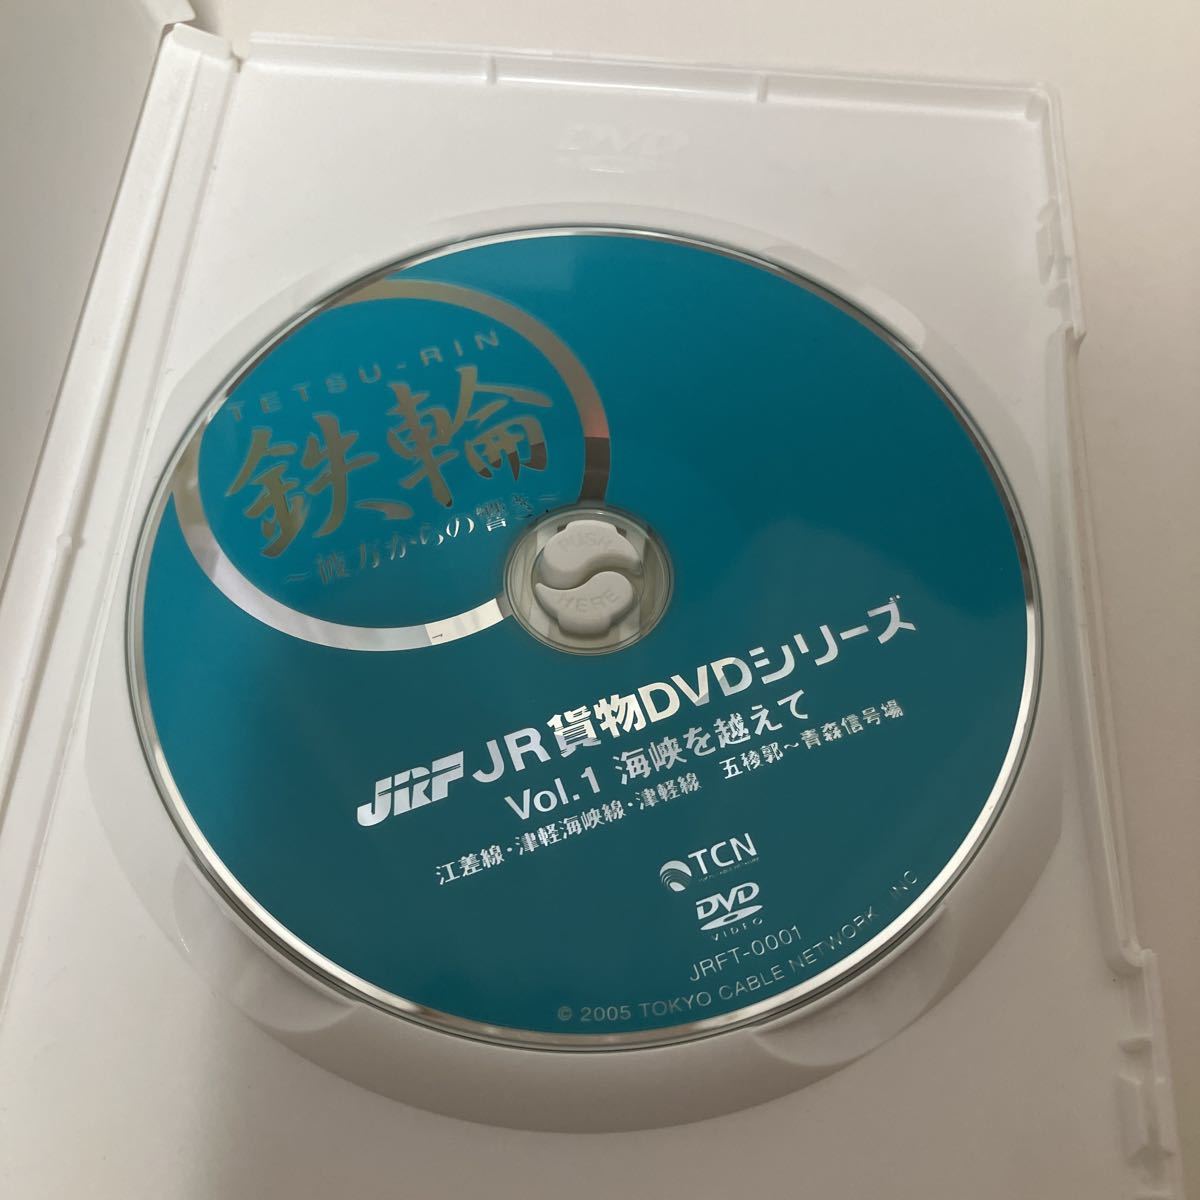 DVD
TETSU-RIN
鉄輪
～彼方からの響き～
PUSH
HERE
JRF JR貨物DVDシリーズ
Vol.1 海峡を越えて
江差線・津軽海峡線・津軽線 五稜郭～青森信号場
TCN
DVD
VIDEO
JRFT-0001
© 2005 TOKYO CABLE NETWORK, INC